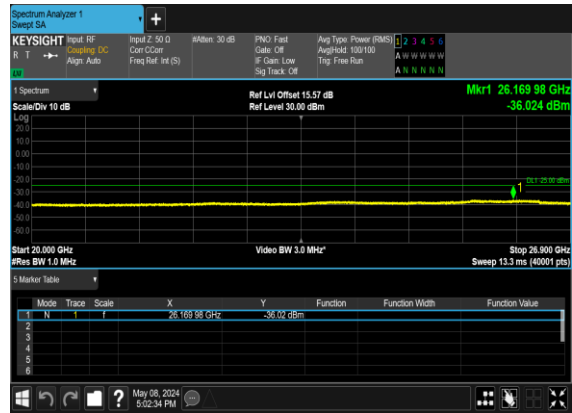 Spectrum Analyzer 1
Swept SA
+
KEYSIGHT Input: RF Input Z: 50 Ω #Atten: 30 dB PNO: Fast Avg Type: Power (RMS) 1 2 3 4 5 6
R T Coupling: DC Corr CCorr Gate: Off Avg|Hold: 100/100 A W W W W W
Align: Auto Freq Ref: Int (S) IF Gain: Low Trig: Free Run
Sig Track: Off A N N N N N
1 Spectrum Ref Lvl Offset 15.57 dB Mkr1 26.169 98 GHz
Scale/Div 10 dB Ref Level 30.00 dBm -36.024 dBm
Log
20.0
10.0
0.00
-10.0
-20.0 DL1 -25.00 dBm
-30.0 1
-40.0
-50.0
-60.0
Start 20.000 GHz Video BW 3.0 MHz* Stop 26.900 GHz
#Res BW 1.0 MHz Sweep 13.3 ms (40001 pts)
5 Marker Table
Mode Trace Scale X Y Function Function Width Function Value
1 N 1 f 26.169 98 GHz -36.02 dBm
2
3
4
5
6
? May 08, 2024
5:02:34 PM